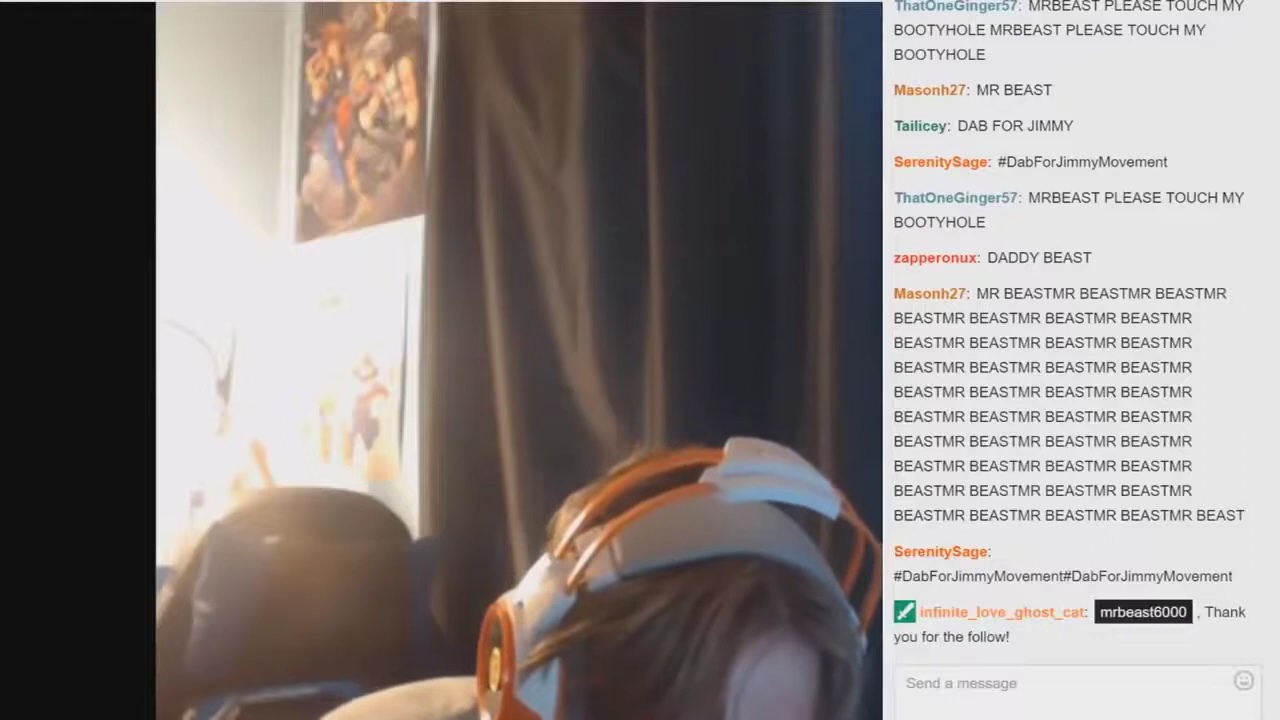 ThatOneGinger57: MRBEAST PLEASE TOUCH MY
BOOTYHOLE MRBEAST PLEASE TOUCH MY
BOOTYHOLE
Masonh27: MR BEAST
Tailicey: DAB FOR JIMMY
SerenitySage: #DabForJimmyMovement
ThatOneGinger57: MRBEAST PLEASE TOUCH MY
BOOTYHOLE
zapperonux: DADDY BEAST
Masonh27: MR BEASTMR BEASTMR BEASTMR
BEASTMR BEASTMR BEASTMR BEASTMR
BEASTMR BEASTMR BEASTMR BEASTMR
BEASTMR BEASTMR BEASTMR BEASTMR
BEASTMR BEASTMR BEASTMR BEASTMR
BEASTMR BEASTMR BEASTMR BEASTMR
BEASTMR BEASTMR BEASTMR BEASTMR
BEASTMR BEASTMR BEASTMR BEASTMR
BEASTMR BEASTMR BEASTMR BEASTMR
BEASTMR BEASTMR BEASTMR BEASTMR BEAST
SerenitySage:
#DabForJimmyMovement#DabForJimmyMovement
infinite_love_ghost_cat: mrbeast6000 , Thank
you for the follow!
Send a message